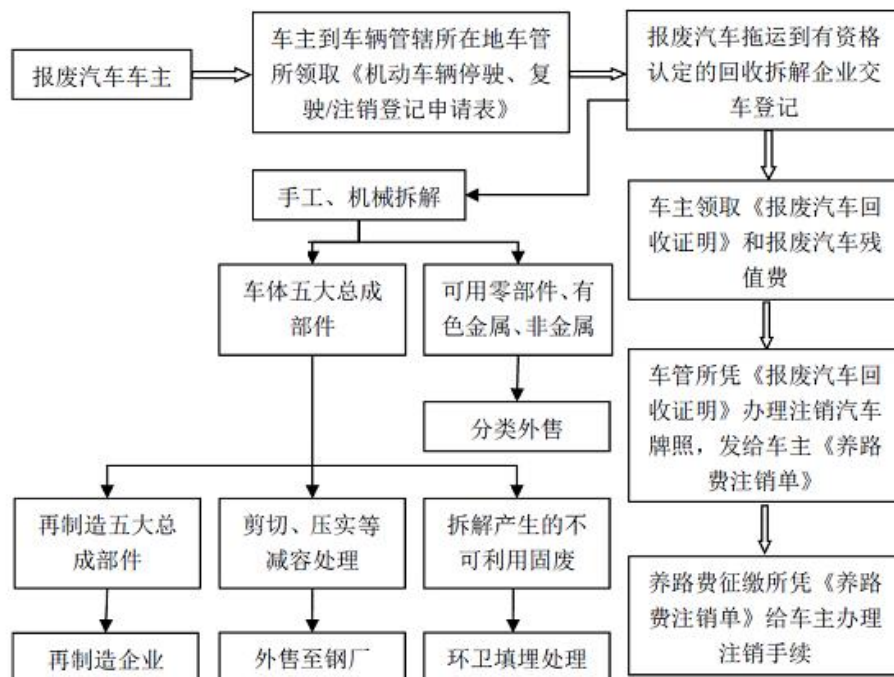 报废汽车车主
车主到车辆管辖所在地车管
所领取《机动车辆停驶、复
驶/注销登记申请表》
报废汽车拖运到有资格
认定的回收拆解企业交
车登记
手工、机械拆解
车主领取《报废汽车回
收证明》和报废汽车残
值费
车体五大总成
部件
可用零部件、有
色金属、非金属
车管所凭《报废汽车回
收证明》办理注销汽车
牌照，发给车主《养路
费注销单》
分类外售
再制造五大总
成部件
剪切、压实等
减容处理
拆解产生的不
可利用固废
养路费征缴所凭《养路
费注销单》给车主办理
注销手续
再制造企业
外售至钢厂
环卫填埋处理